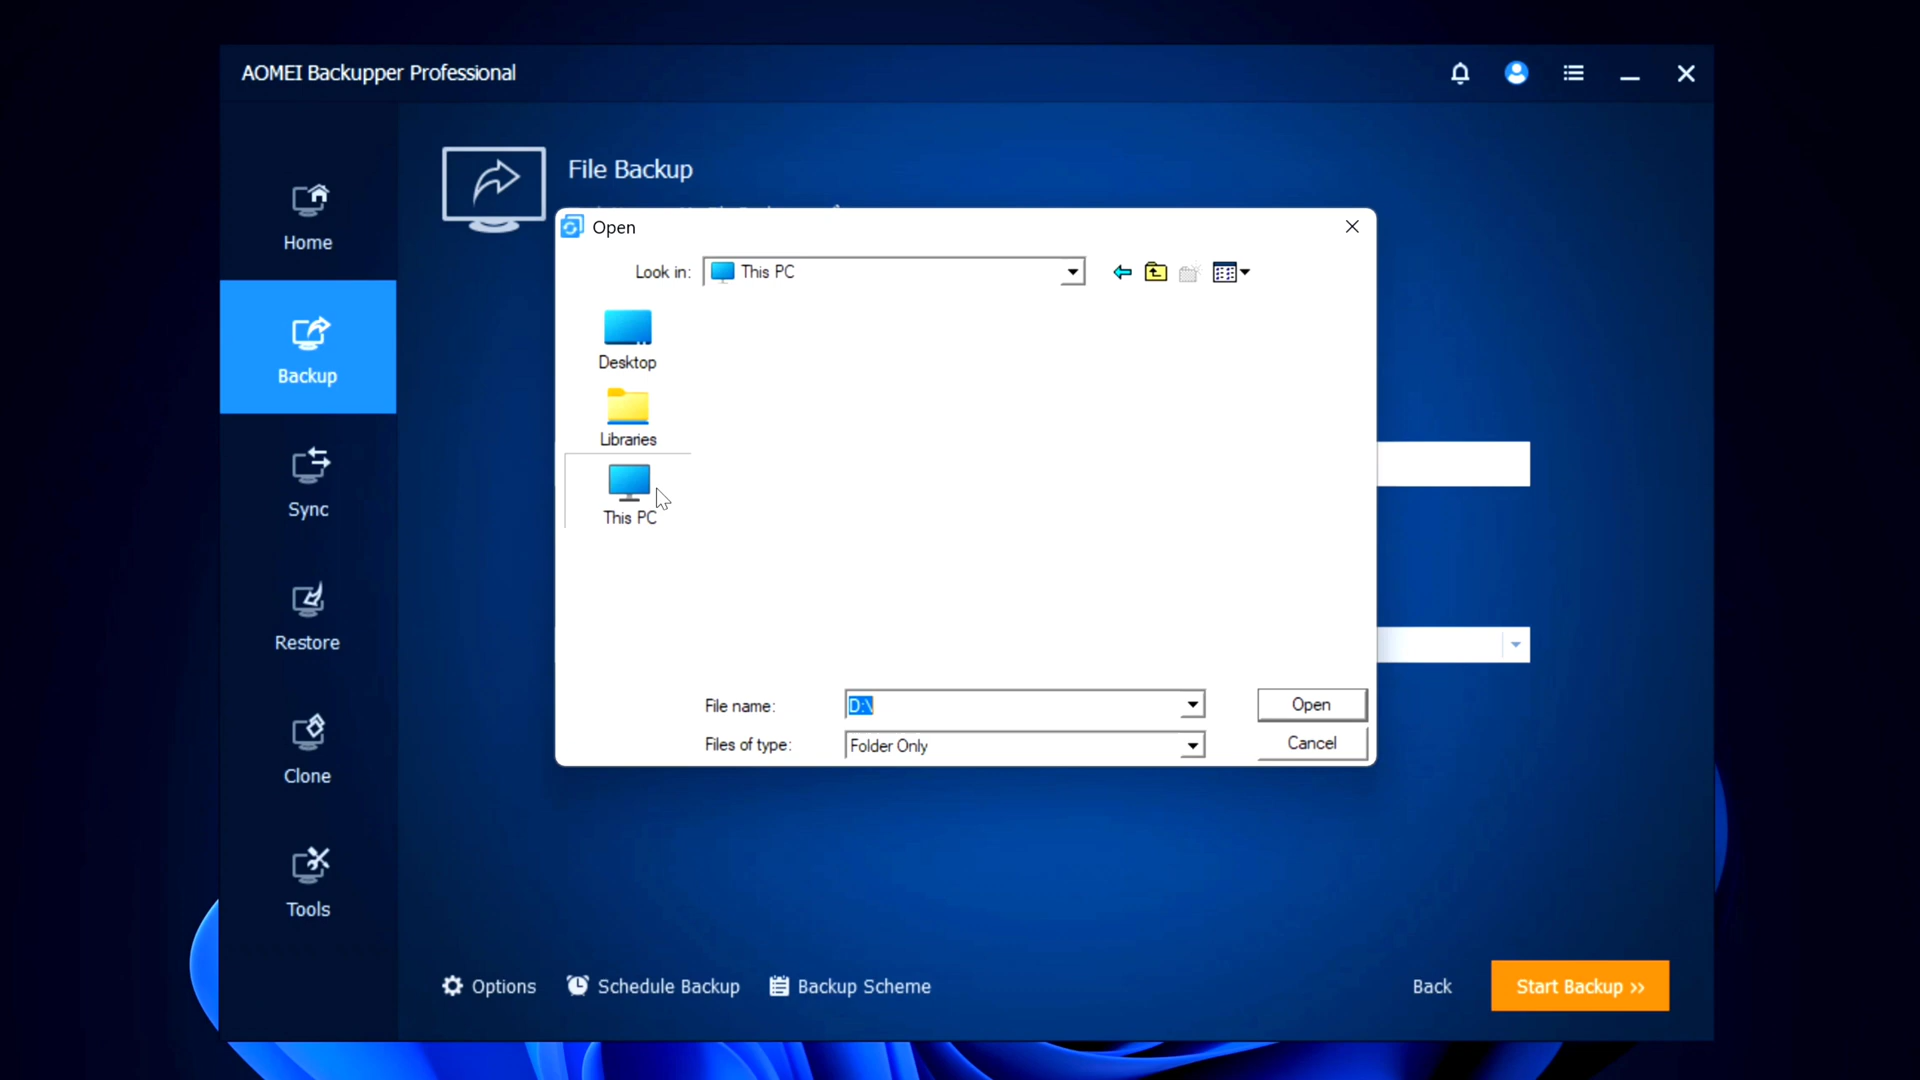 AOMEI Backupper Professional
Home
Backup
Sync
Restore
Clone
Tools
File Backup
Open
Look in:
This PC
Desktop
Libraries
This PC
File name:
D:\
Open
Files of type:
Folder Only
Cancel
Options
Schedule Backup
Backup Scheme
Back
Start Backup >>